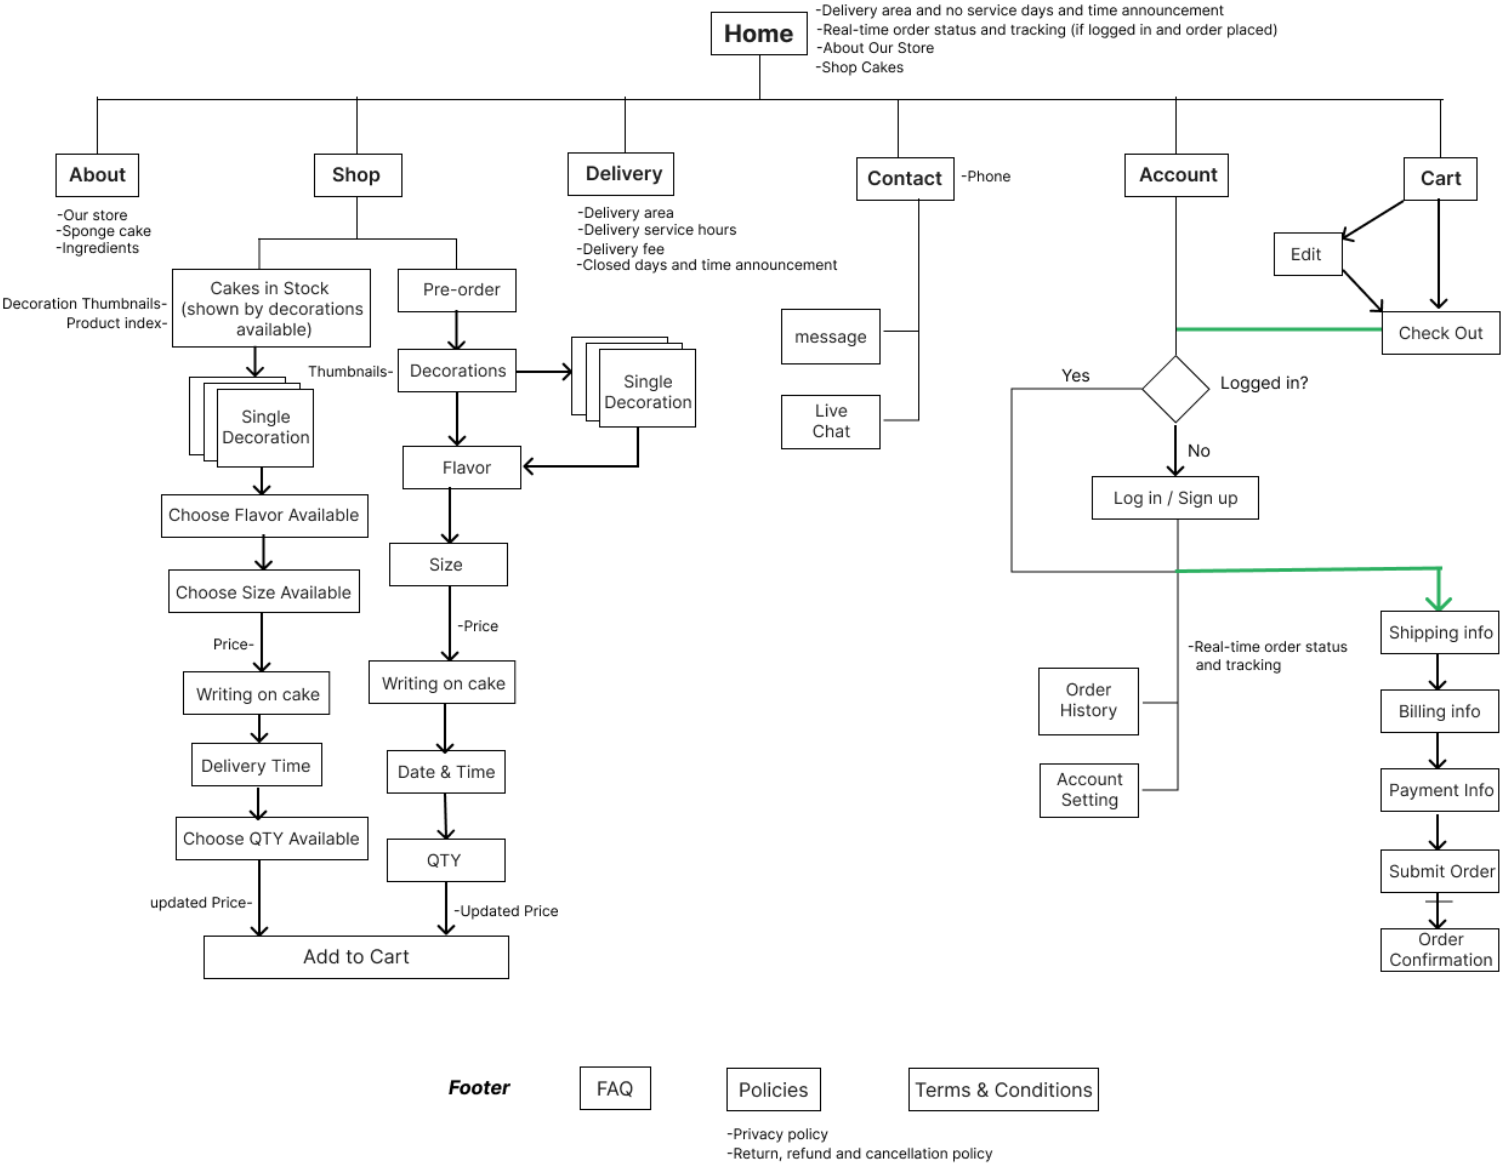 Home
-Delivery area and no service days and time announcement
-Real-time order status and tracking (if logged in and order placed)
-About Our Store
-Shop Cakes
About
-Our store
-Sponge cake
-Ingredients
Shop
Delivery
-Delivery area
-Delivery service hours
-Delivery fee
-Closed days and time announcement
Contact
-Phone
Account
Cart
Decoration Thumbnails-
Product index-
Cakes in Stock
(shown by decorations
available)
Single
Decoration
Choose Flavor Available
Choose Size Available
Price-
Writing on cake
Delivery Time
Choose QTY Available
updated Price-
Pre-order
Thumbnails-
Decorations
Single
Decoration
Flavor
Size
-Price
Writing on cake
Date & Time
QTY
-Updated Price
Add to Cart
message
Live
Chat
Edit
Check Out
Logged in?
Yes
No
Log in / Sign up
-Real-time order status
and tracking
Order
History
Account
Setting
Shipping info
Billing info
Payment Info
Submit Order
Order
Confirmation
Footer
FAQ
Policies
-Privacy policy
-Return, refund and cancellation policy
Terms & Conditions